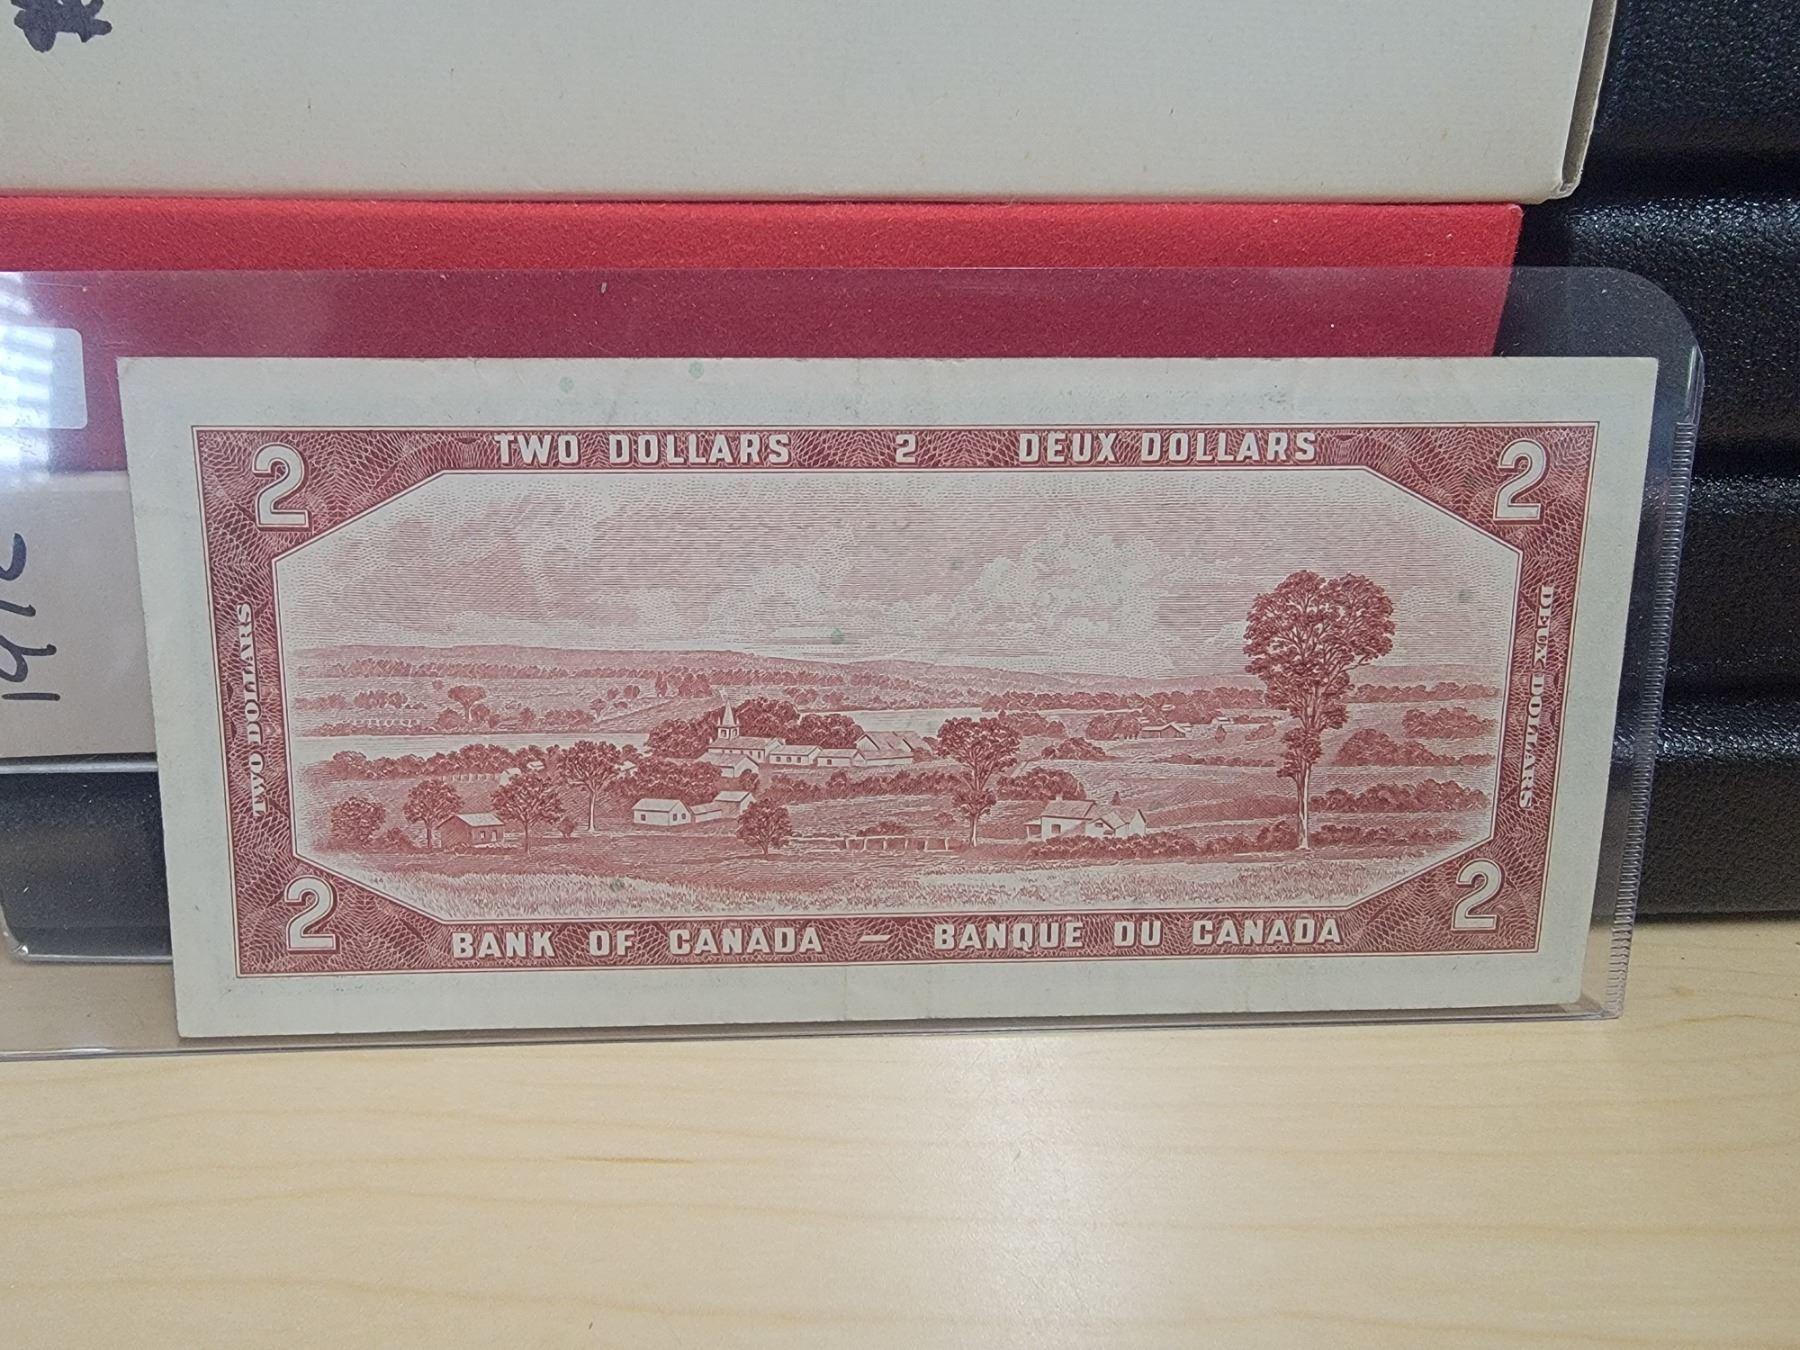 TWO DOLLARS 2 DEUX DOLLARS
2 2
TWO DOLLARS
DEUX DOLLARS
2 2
BANK OF CANADA — BANQUE DU CANADA